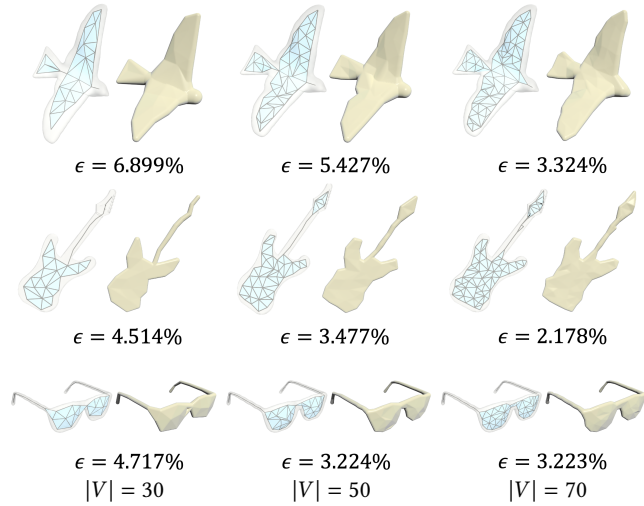 ϵ = 6.899% ϵ = 5.427% ϵ = 3.324%
ϵ = 4.514% ϵ = 3.477% ϵ = 2.178%
ϵ = 4.717% ϵ = 3.224% ϵ = 3.223%
|V| = 30 |V| = 50 |V| = 70